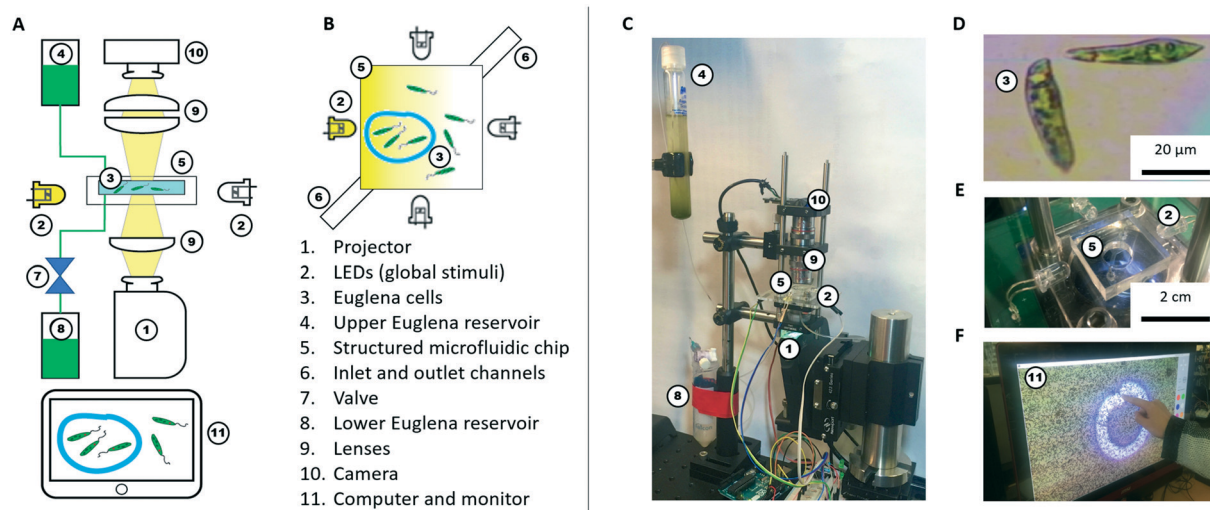 A
4
10
9
3
5
2
2
9
7
8
1
11
B
5
6
2
3
6
1. Projector
2. LEDs (global stimuli)
3. Euglena cells
4. Upper Euglena reservoir
5. Structured microfluidic chip
6. Inlet and outlet channels
7. Valve
8. Lower Euglena reservoir
9. Lenses
10. Camera
11. Computer and monitor
C
4
10
9
5
2
1
8
D
3
20 µm
E
2
5
2 cm
F
11